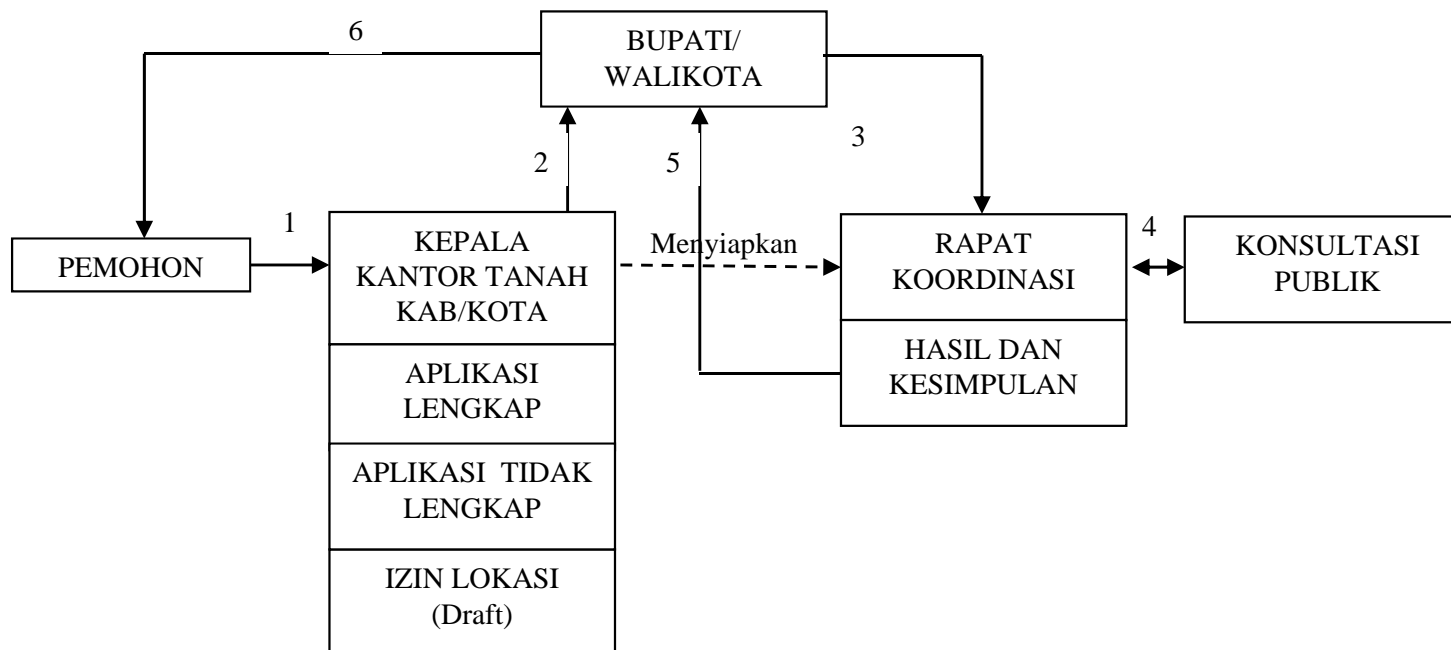 6
BUPATI/
WALIKOTA
2
5
3
1
PEMOHON
KEPALA
KANTOR TANAH
KAB/KOTA
Menyiapkan
RAPAT
KOORDINASI
4
KONSULTASI
PUBLIK
HASIL DAN
KESIMPULAN
APLIKASI
LENGKAP
APLIKASI TIDAK
LENGKAP
IZIN LOKASI
(Draft)